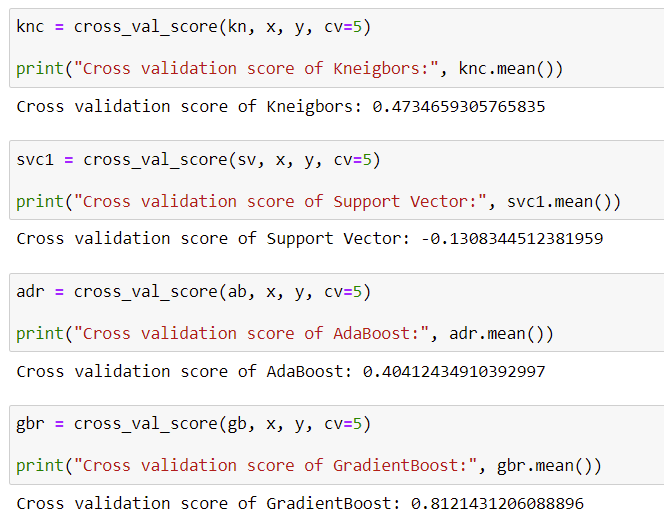 knc = cross_val_score(kn, x, y, cv=5)
print("Cross validation score of Kneigbors:", knc.mean())
Cross validation score of Kneigbors: 0.4734659305765835
svc1 = cross_val_score(sv, x, y, cv=5)
print("Cross validation score of Support Vector:", svc1.mean())
Cross validation score of Support Vector: -0.1308344512381959
adr = cross_val_score(ab, x, y, cv=5)
print("Cross validation score of AdaBoost:", adr.mean())
Cross validation score of AdaBoost: 0.40412434910392997
gbr = cross_val_score(gb, x, y, cv=5)
print("Cross validation score of GradientBoost:", gbr.mean())
Cross validation score of GradientBoost: 0.8121431206088896